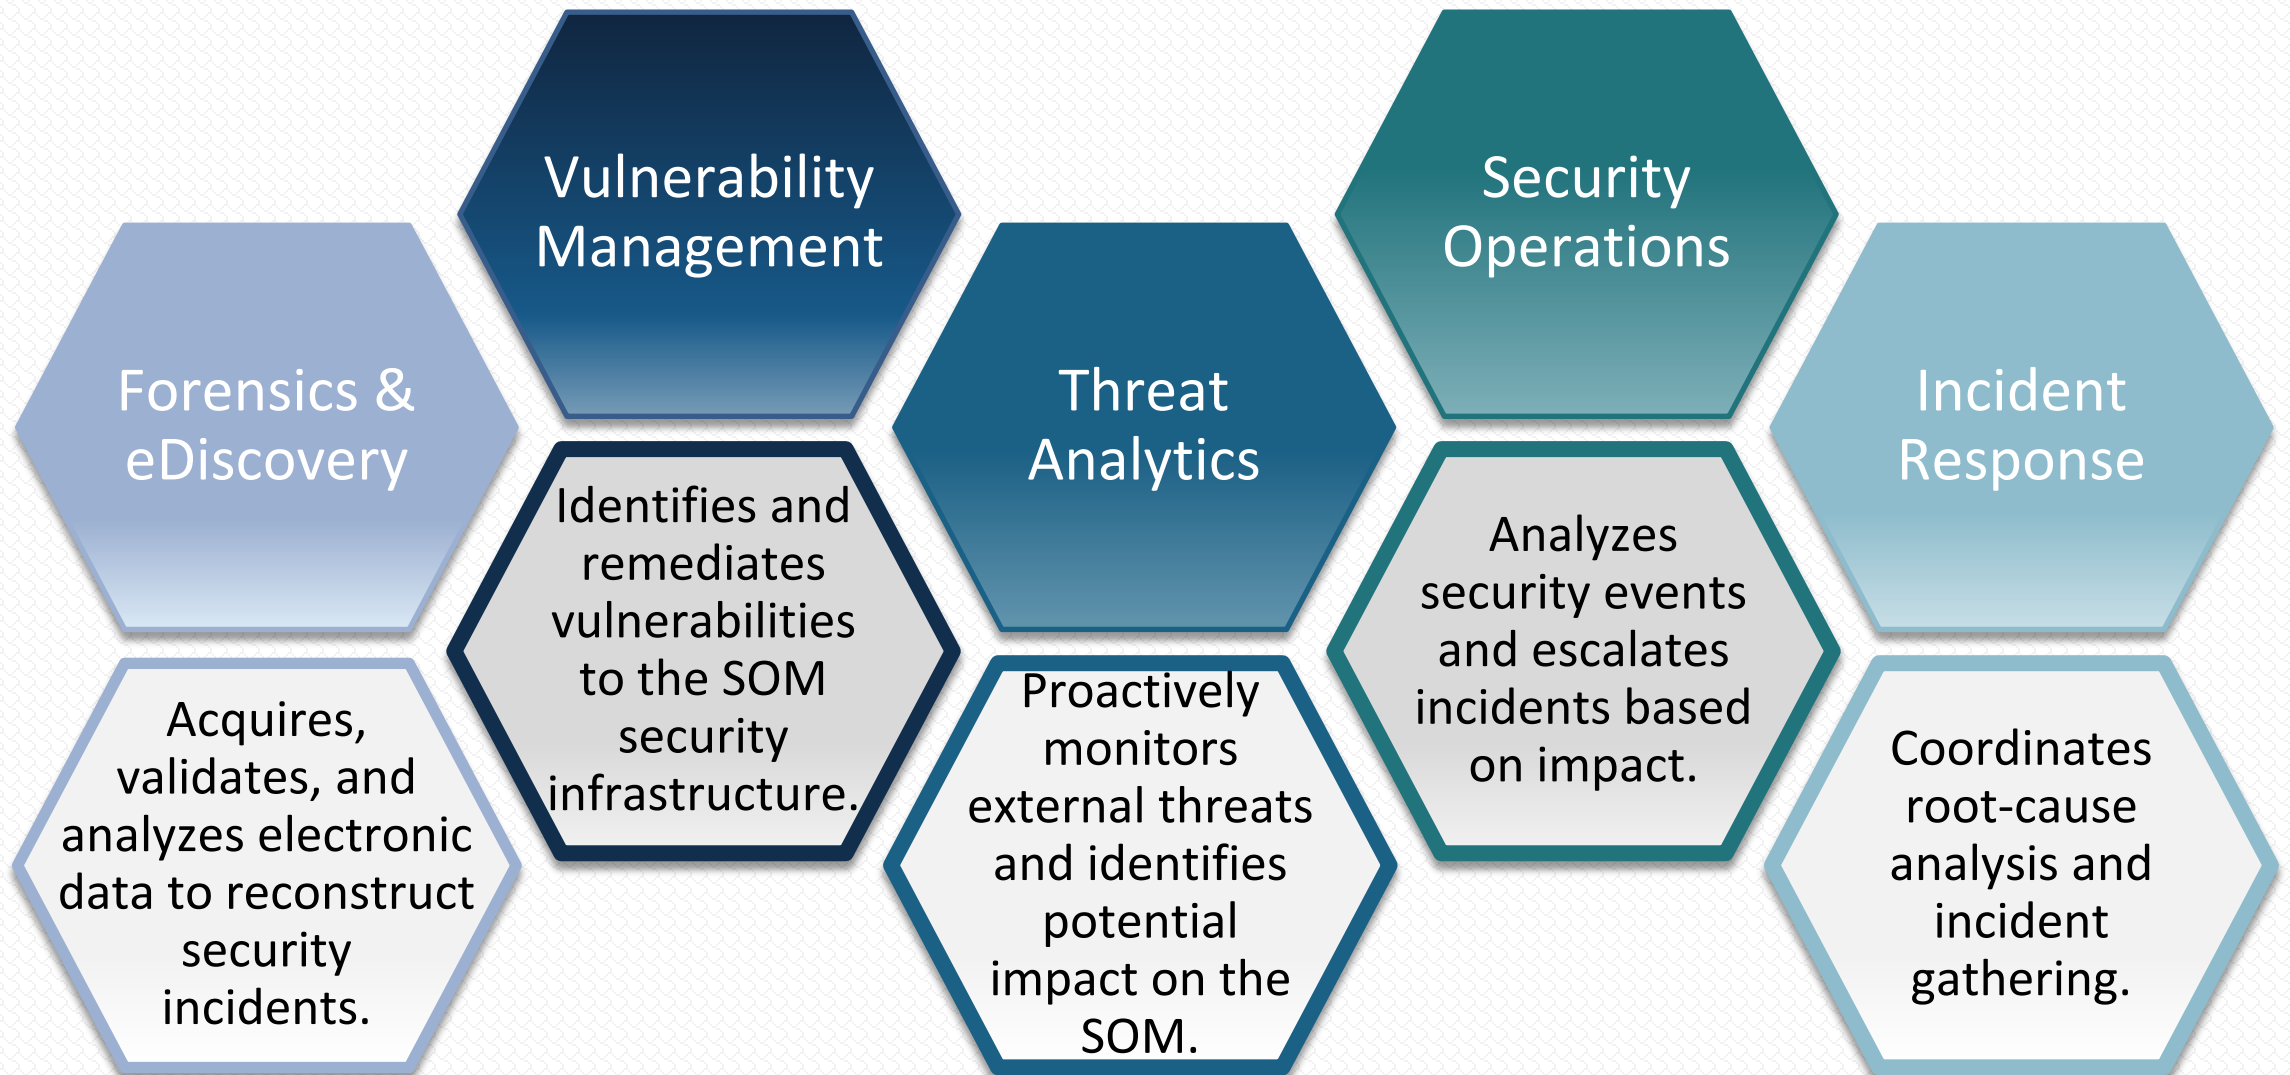 Forensics &
eDiscovery
Acquires,
validates, and
analyzes electronic
data to reconstruct
security
incidents.
Vulnerability
Management
Identifies and
remediates
vulnerabilities
to the SOM
security
infrastructure.
Threat
Analytics
Proactively
monitors
external threats
and identifies
potential
impact on the
SOM.
Security
Operations
Analyzes
security events
and escalates
incidents based
on impact.
Incident
Response
Coordinates
root-cause
analysis and
incident
gathering.